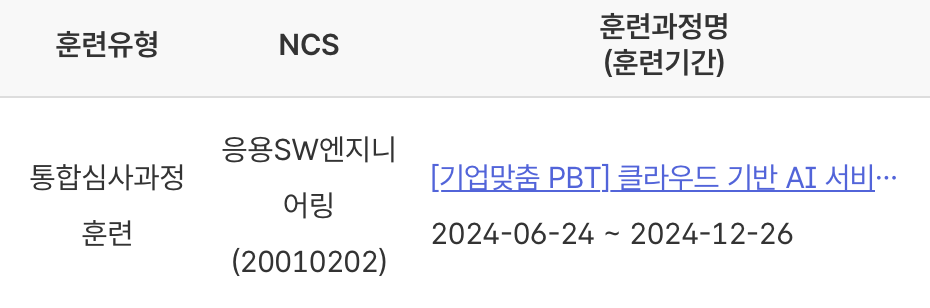 훈련유형
NCS
훈련과정명
(훈련기간)
통합심사과정
훈련
응용SW엔지니
어링
(20010202)
[기업맞춤 PBT] 클라우드 기반 AI 서비…
2024-06-24 ~ 2024-12-26